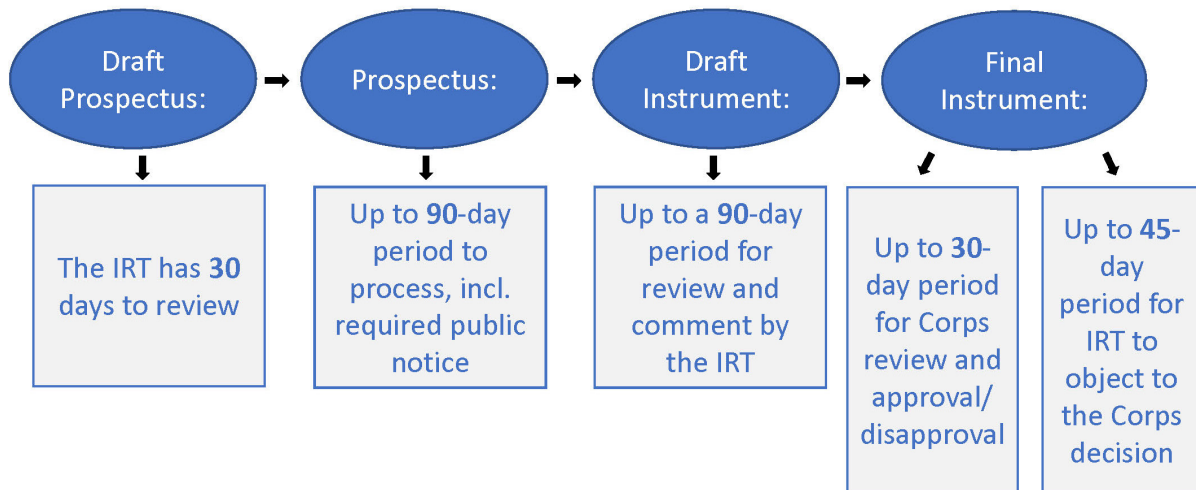 Draft
Prospectus:
Prospectus:
Draft
Instrument:
Final
Instrument:
The IRT has 30
days to review
Up to 90-day
period to
process, incl.
required public
notice
Up to a 90-day
period for
review and
comment by
the IRT
Up to 30-
day period
for Corps
review and
approval/
disapproval
Up to 45-
day
period for
IRT to
object to
the Corps
decision